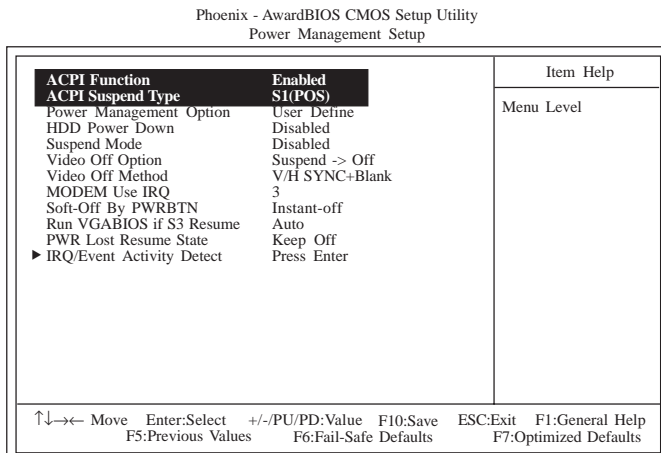 Phoenix - AwardBIOS CMOS Setup Utility
Power Management Setup
ACPI Function Enabled
ACPI Suspend Type S1(POS)
Power Management Option User Define
HDD Power Down Disabled
Suspend Mode Disabled
Video Off Option Suspend -> Off
Video Off Method V/H SYNC+Blank
MODEM Use IRQ 3
Soft-Off By PWRBTN Instant-off
Run VGABIOS if S3 Resume Auto
PWR Lost Resume State Keep Off
▶ IRQ/Event Activity Detect Press Enter
Item Help
Menu Level
↑↓→← Move Enter:Select +/-/PU/PD:Value F10:Save ESC:Exit F1:General Help
F5:Previous Values F6:Fail-Safe Defaults F7:Optimized Defaults